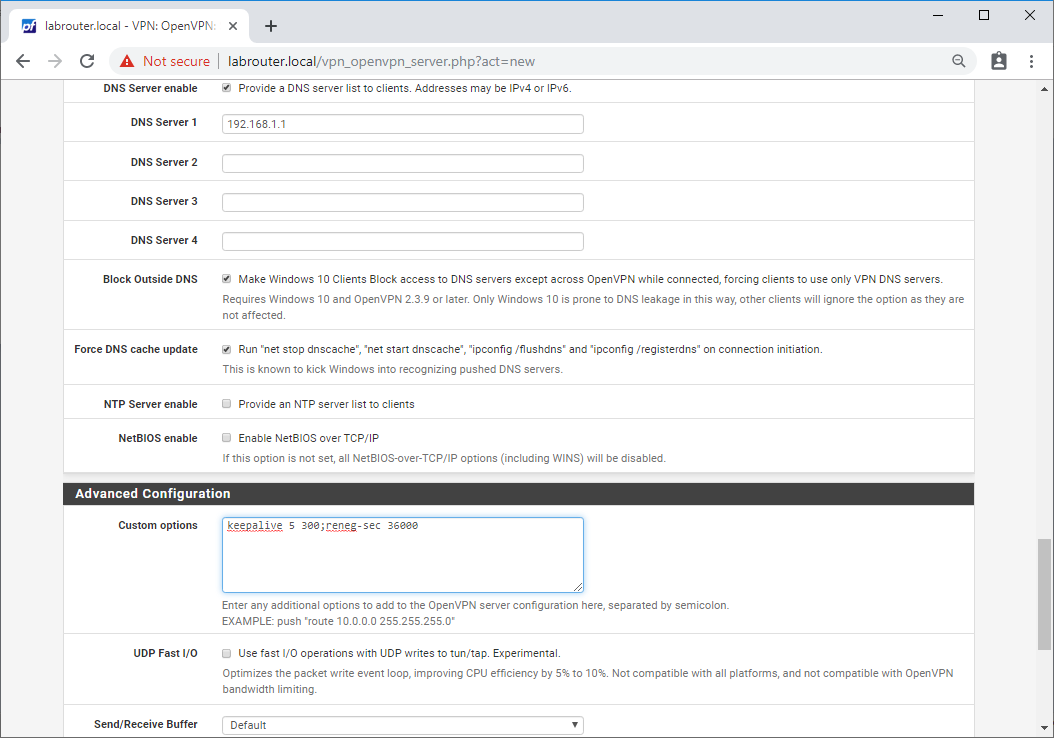 labrouter.local - VPN: OpenVPN:
Not secure labrouter.local/vpn_openvpn_server.php?act=new
DNS Server enable Provide a DNS server list to clients. Addresses may be IPv4 or IPv6.
DNS Server 1 192.168.1.1
DNS Server 2
DNS Server 3
DNS Server 4
Block Outside DNS Make Windows 10 Clients Block access to DNS servers except across OpenVPN while connected, forcing clients to use only VPN DNS servers.
Requires Windows 10 and OpenVPN 2.3.9 or later. Only Windows 10 is prone to DNS leakage in this way, other clients will ignore the option as they are
not affected.
Force DNS cache update Run "net stop dnscache", "net start dnscache", "ipconfig /flushdns" and "ipconfig /registerdns" on connection initiation.
This is known to kick Windows into recognizing pushed DNS servers.
NTP Server enable Provide an NTP server list to clients
NetBIOS enable Enable NetBIOS over TCP/IP
If this option is not set, all NetBIOS-over-TCP/IP options (including WINS) will be disabled.
Advanced Configuration
Custom options keepalive 5 300;reneg-sec 36000
Enter any additional options to add to the OpenVPN server configuration here, separated by semicolon.
EXAMPLE: push "route 10.0.0.0 255.255.255.0"
UDP Fast I/O Use fast I/O operations with UDP writes to tun/tap. Experimental.
Optimizes the packet write event loop, improving CPU efficiency by 5% to 10%. Not compatible with all platforms, and not compatible with OpenVPN
bandwidth limiting.
Send/Receive Buffer Default